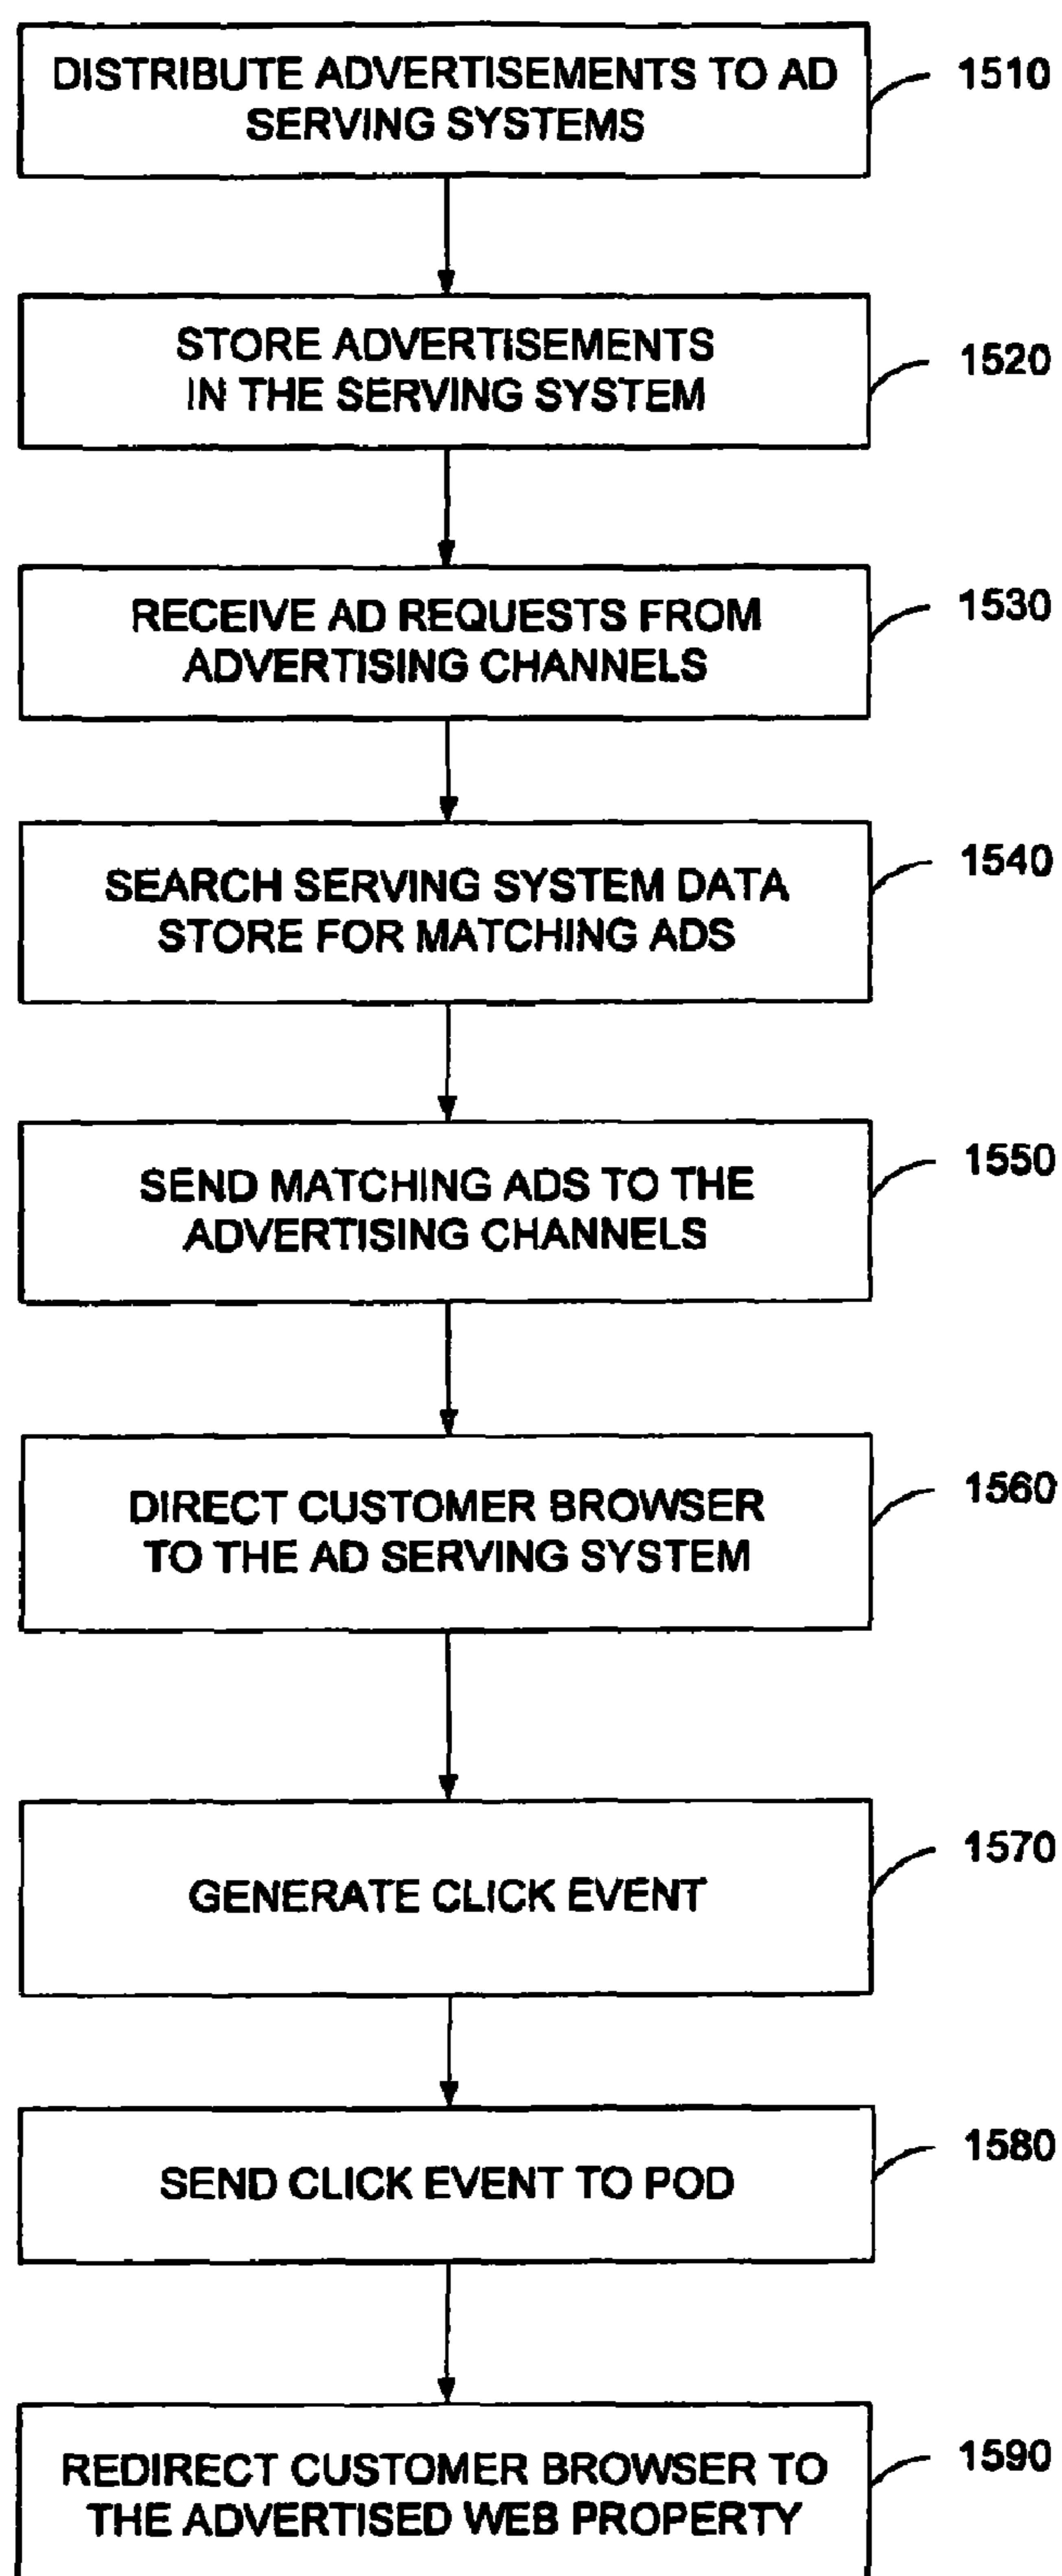 DISTRIBUTE ADVERTISEMENTS TO AD
SERVING SYSTEMS
1510
STORE ADVERTISEMENTS
IN THE SERVING SYSTEM
1520
RECEIVE AD REQUESTS FROM
ADVERTISING CHANNELS
1530
SEARCH SERVING SYSTEM DATA
STORE FOR MATCHING ADS
1540
SEND MATCHING ADS TO THE
ADVERTISING CHANNELS
1550
DIRECT CUSTOMER BROWSER
TO THE AD SERVING SYSTEM
1560
GENERATE CLICK EVENT
1570
SEND CLICK EVENT TO POD
1580
REDIRECT CUSTOMER BROWSER TO
THE ADVERTISED WEB PROPERTY
1590